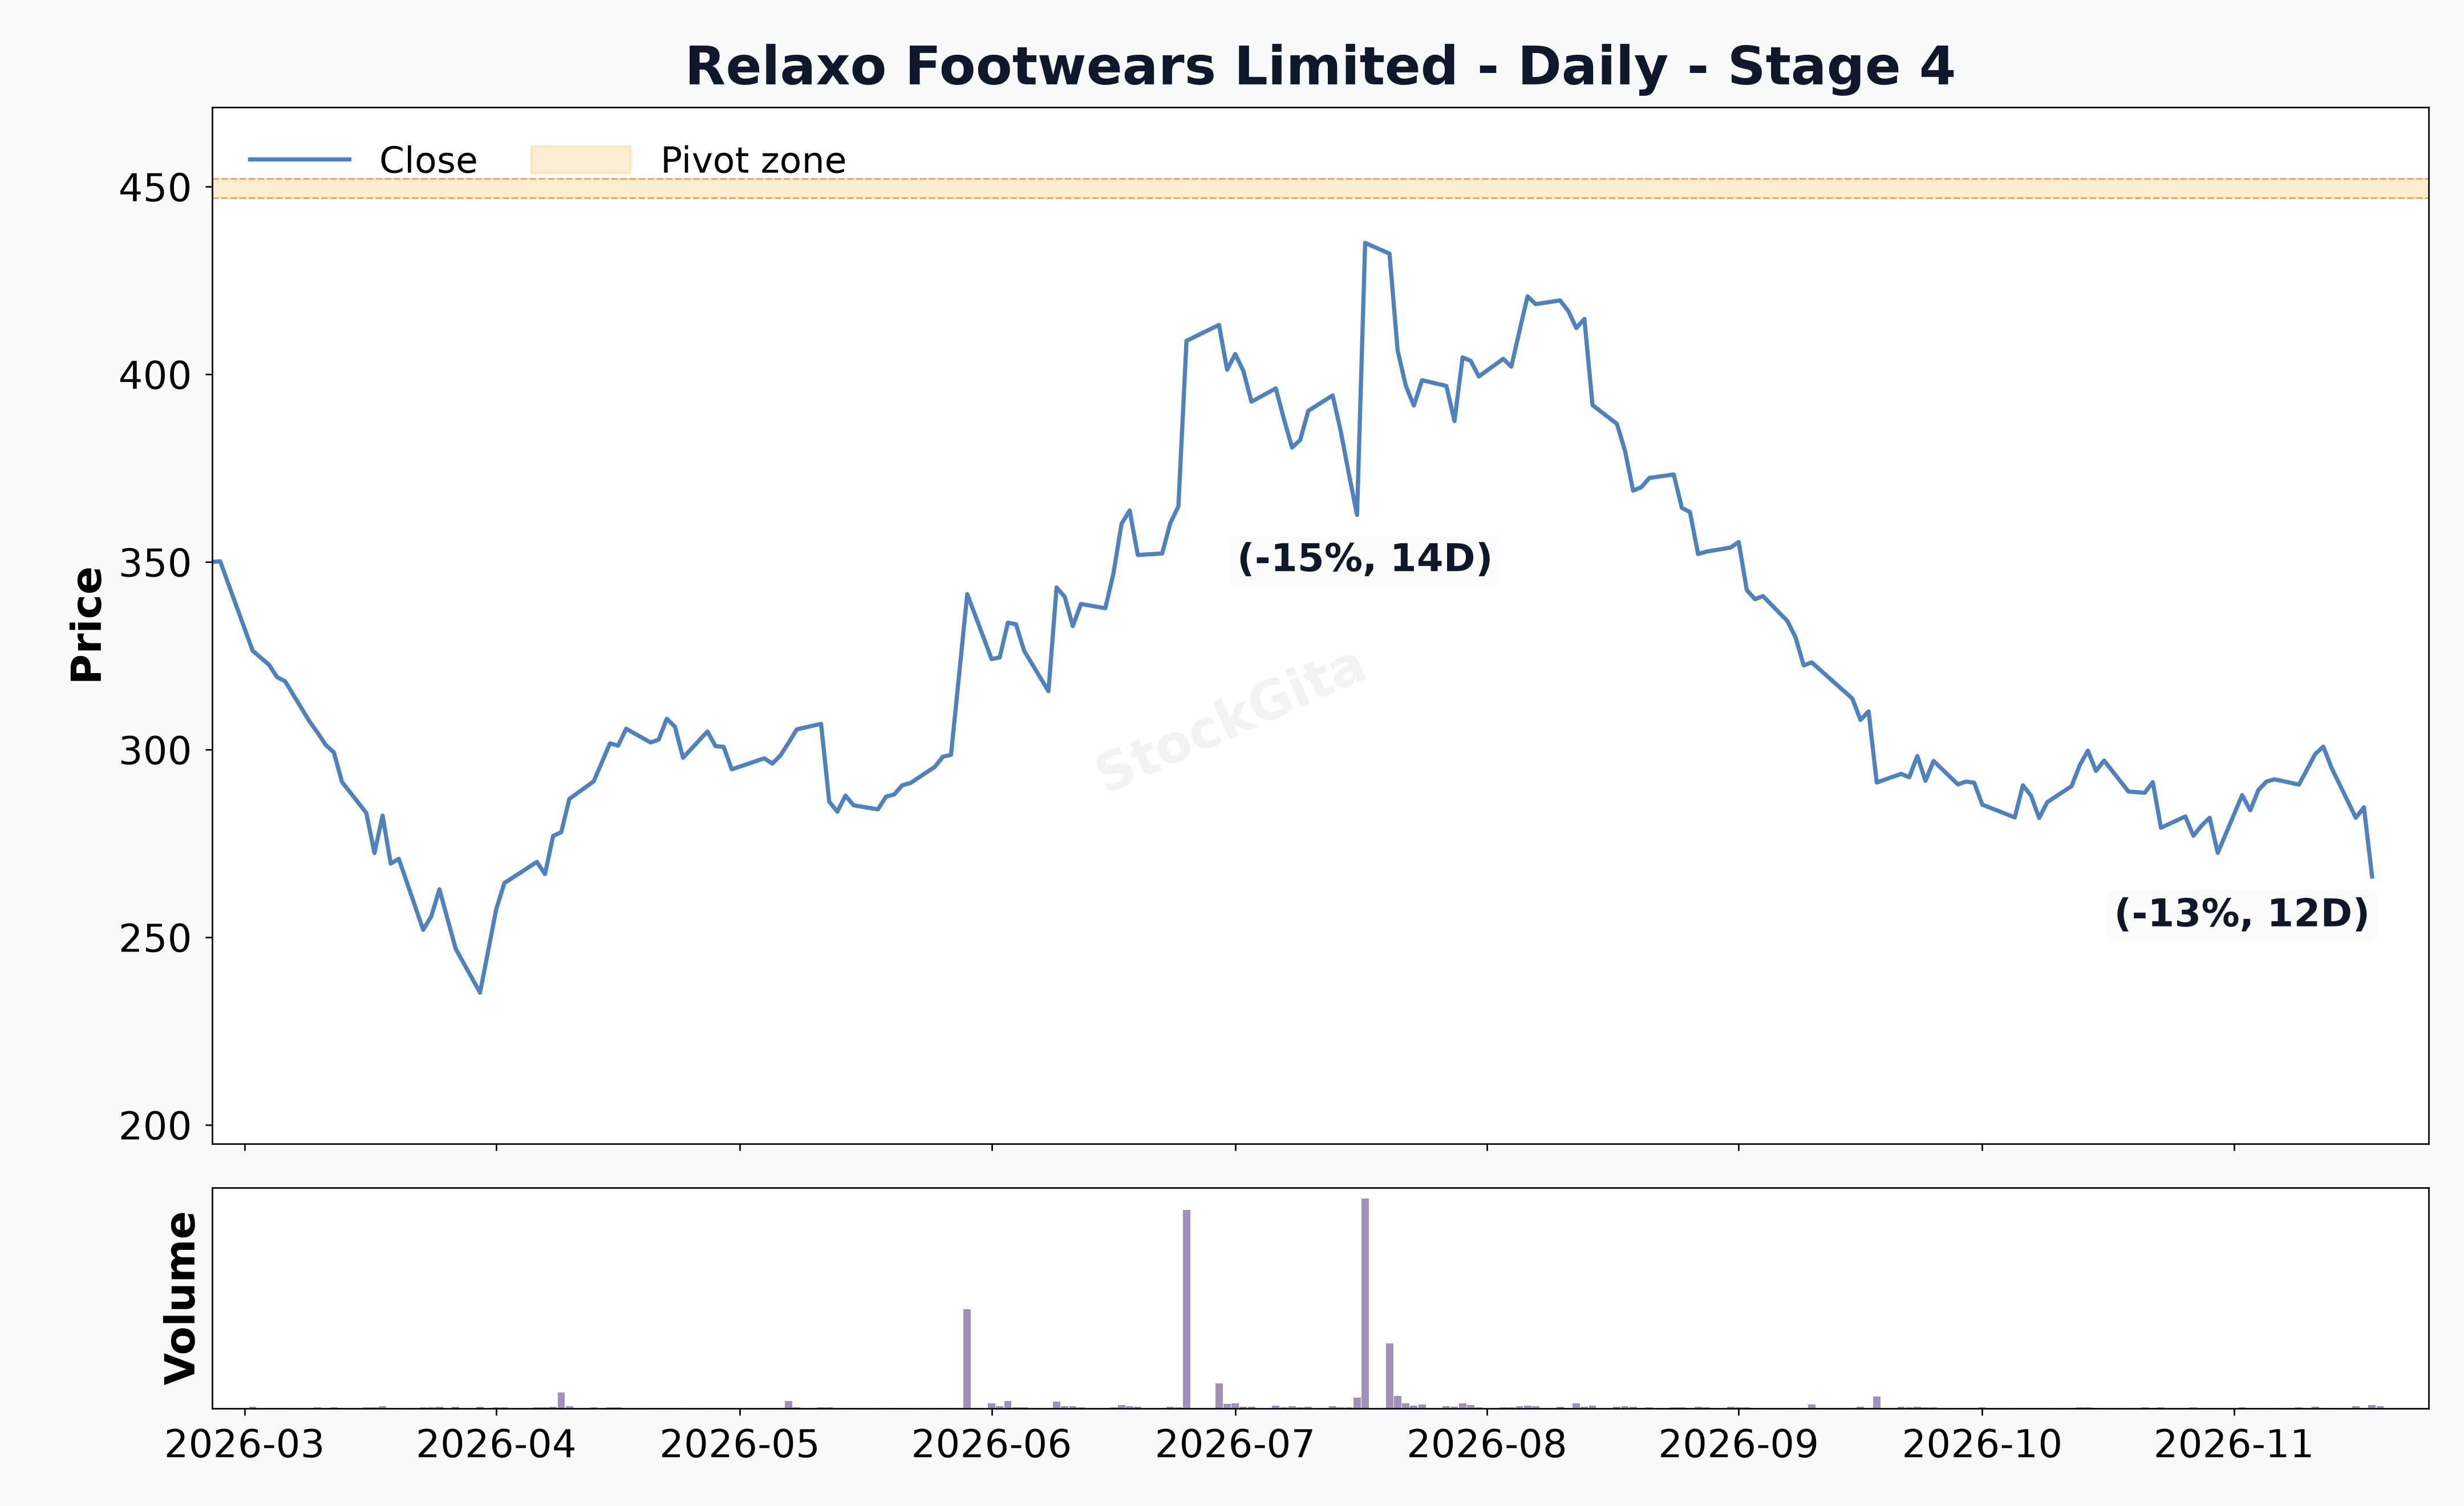 Relaxo Footwears Limited - Daily - Stage 4
Close
Pivot zone
Price
450
400
350
300
250
200
(-15%, 14D)
(-13%, 12D)
StockGita
Volume
2026-03
2026-04
2026-05
2026-06
2026-07
2026-08
2026-09
2026-10
2026-11